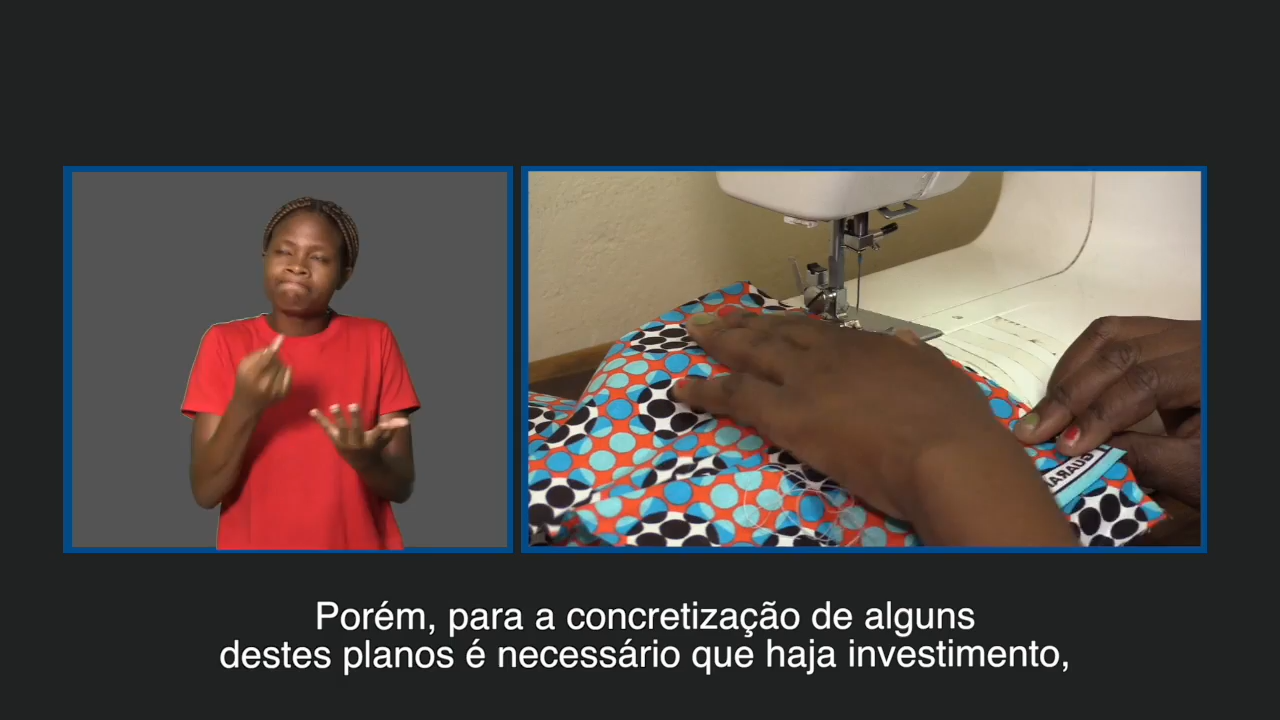 Porém, para a concretização de alguns
destes planos é necessário que haja investimento,